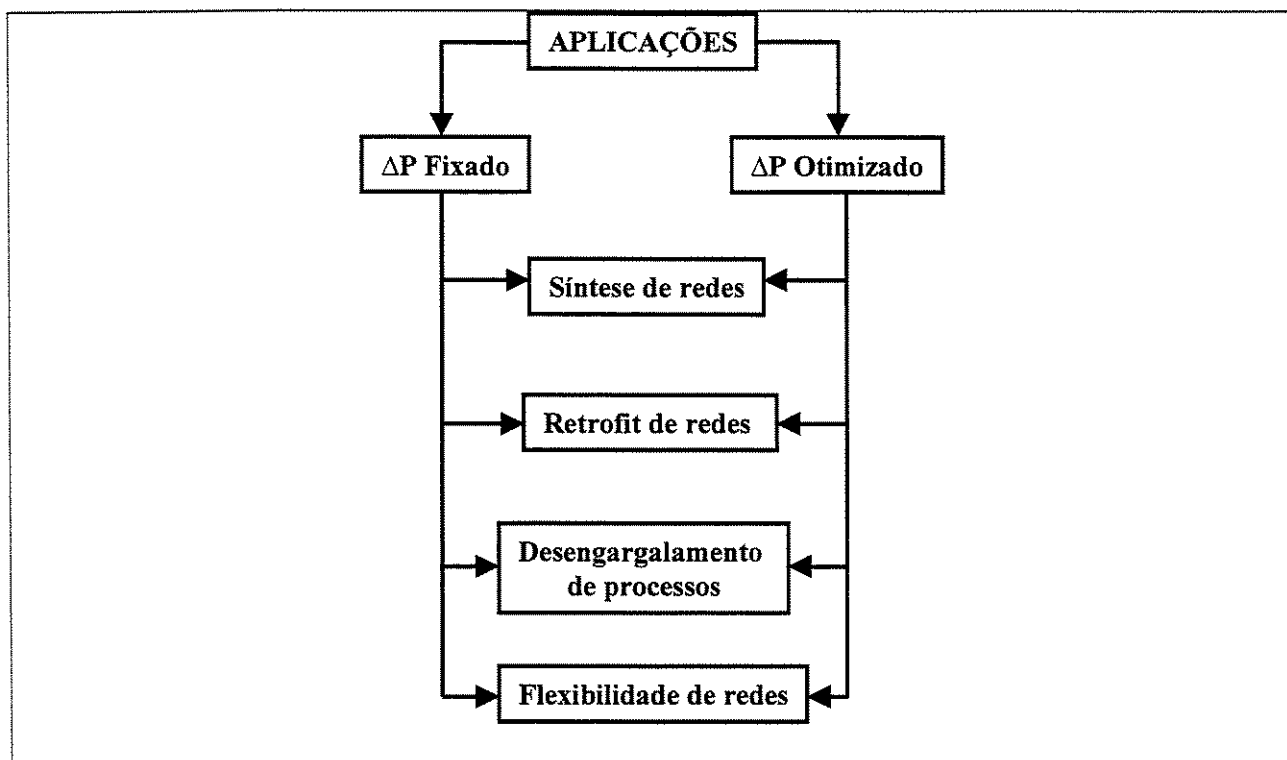 APLICAÇÕES
ΔP Fixado
ΔP Otimizado
Síntese de redes
Retrofit de redes
Desengargalamento
de processos
Flexibilidade de redes